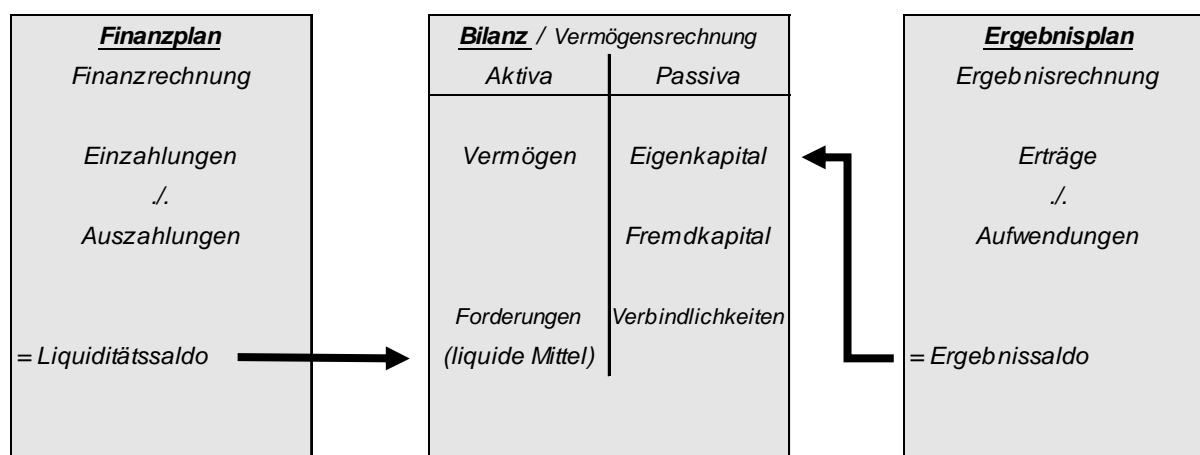 Finanzplan
Finanzrechnung
Einzahlungen
./.
Auszahlungen
= Liquiditätssaldo
Bilanz / Vermögensrechnung
Aktiva Passiva
Vermögen Eigenkapital
Fremdkapital
Forderungen Verbindlichkeiten
(liquide Mittel)
Ergebnisplan
Ergebnisrechnung
Erträge
./.
Aufwendungen
= Ergebnissaldo